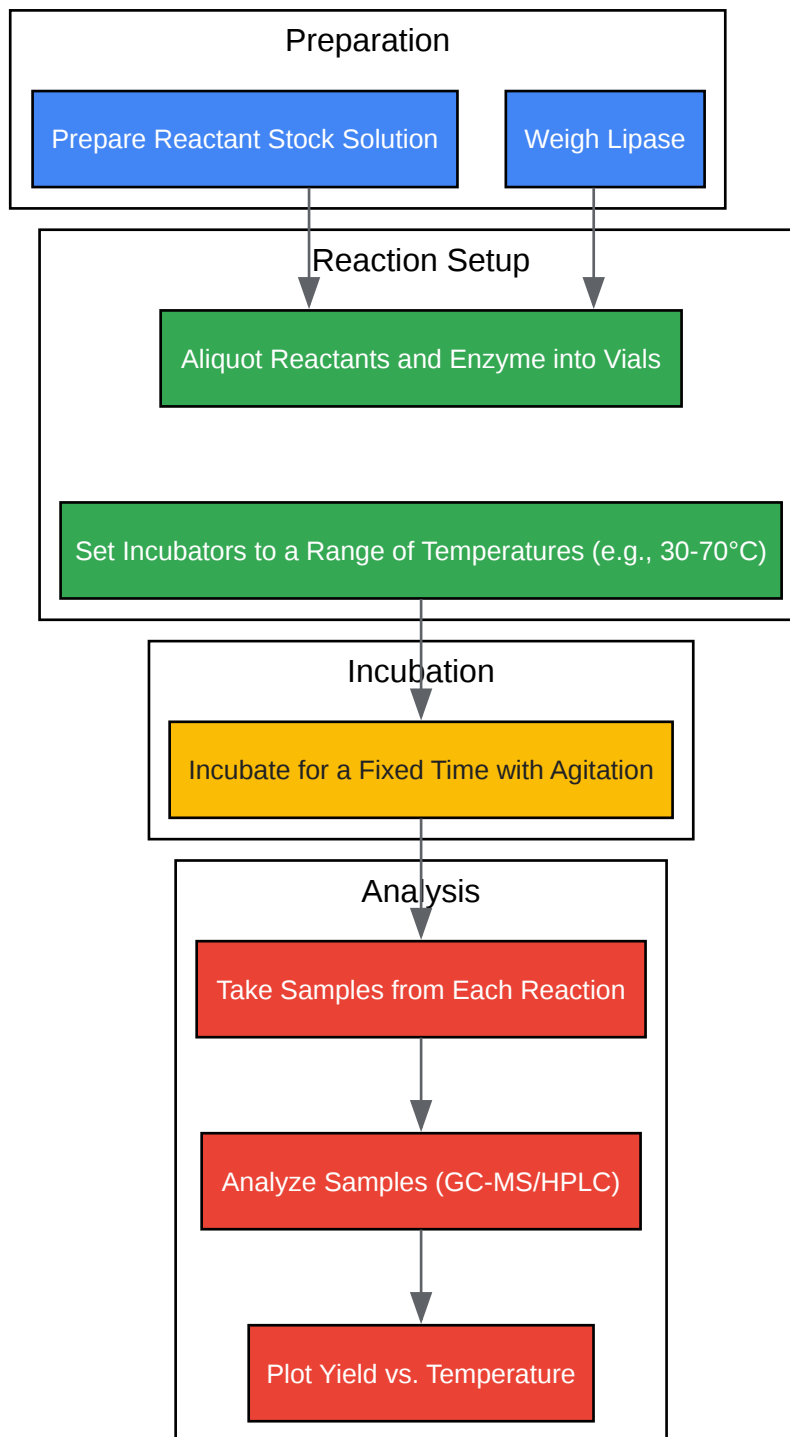 Preparation
Prepare Reactant Stock Solution
Weigh Lipase
Reaction Setup
Aliquot Reactants and Enzyme into Vials
Set Incubators to a Range of Temperatures (e.g., 30-70°C)
Incubation
Incubate for a Fixed Time with Agitation
Analysis
Take Samples from Each Reaction
Analyze Samples (GC-MS/HPLC)
Plot Yield vs. Temperature